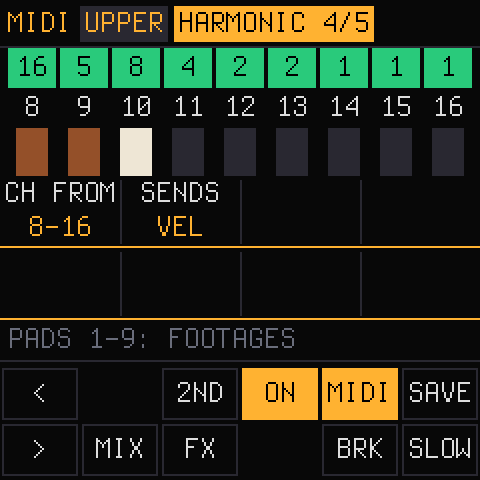 MIDI UPPER HARMONIC 4/5
16 5 8 4 2 2 1 1 1
8 9 10 11 12 13 14 15 16
CH FROM SENDS
8-16 VEL
PADS 1-9: FOOTAGES
< 2ND ON MIDI SAVE
> MIX FX BRK SLOW